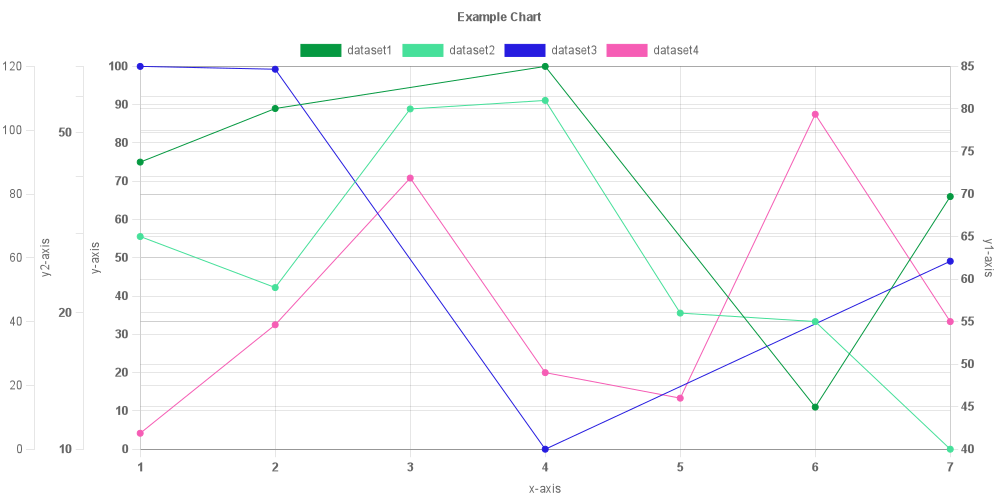 Example Chart
dataset1 dataset2 dataset3 dataset4
120 100 85
90 80
100 50 80 75
70 70
80 60 65
y2-axis y-axis y1-axis
60 50 60
40 20 40 55
30 50
20 20 45
10
0 10 0 40
1 2 3 4 5 6 7
x-axis